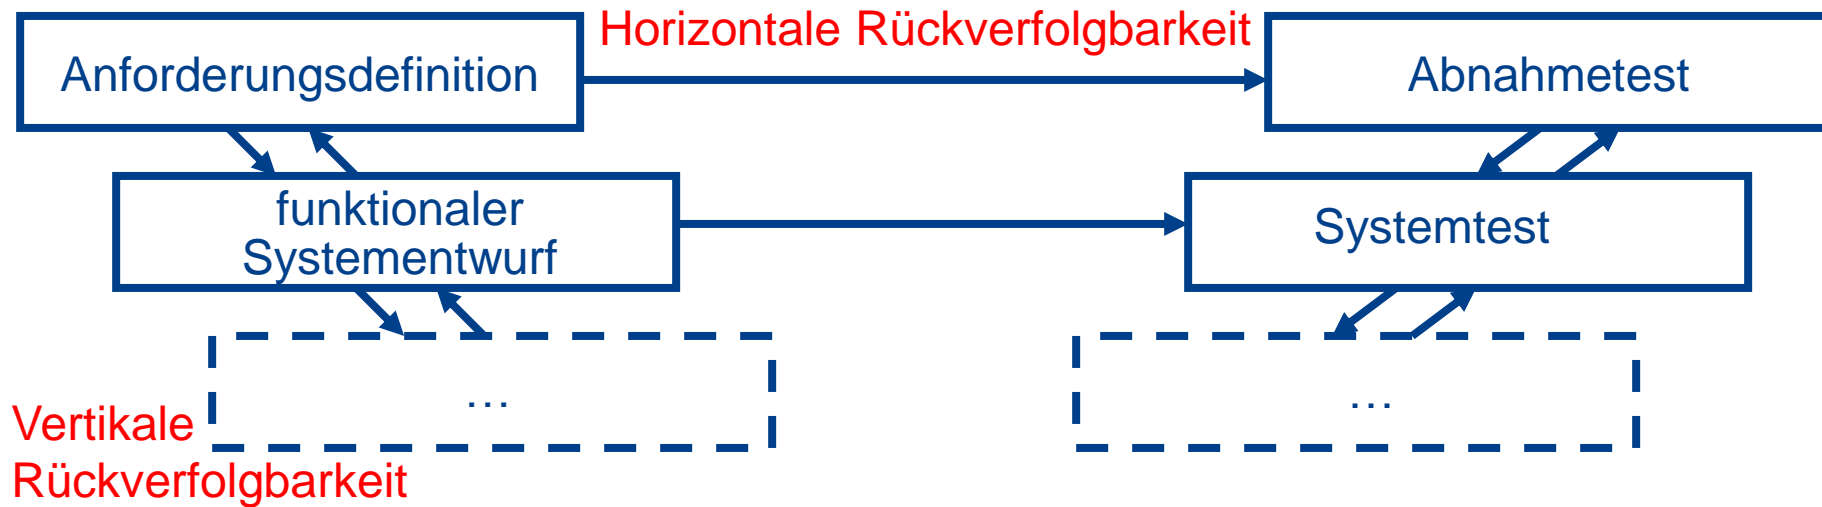 Horizontale Rückverfolgbarkeit
Anforderungsdefinition
Abnahmetest
funktionaler
Systementwurf
Systemtest
...
...
Vertikale
Rückverfolgbarkeit